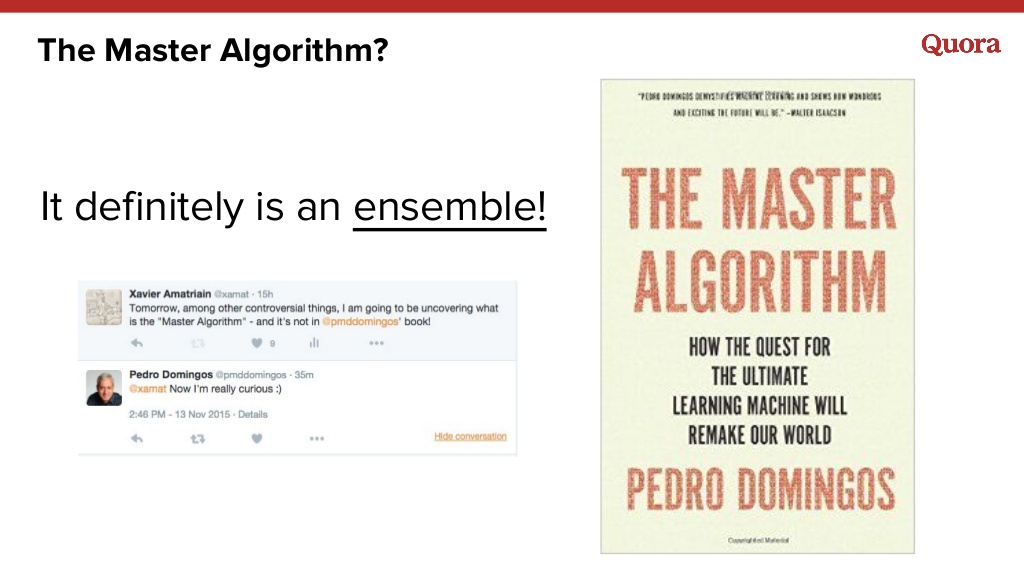 The Master Algorithm?
Quora
It definitely is an ensemble!
Xavier Amatriain @xamat · 15h
Tomorrow, among other controversial things, I am going to be uncovering what
is the "Master Algorithm" - and it's not in @pmddomingos' book!
9
Pedro Domingos @pmddomingos · 35m
@xamat Now I'm really curious :)
2:46 PM - 13 Nov 2015 · Details
Hide conversation
"PEDRO DOMINGOS DEMYSTIFIES MACHINE LEARNING AND SHOWS HOW WONDROUS
AND EXCITING THE FUTURE WILL BE." —WALTER ISAACSON
THE MASTER
ALGORITHM
HOW THE QUEST FOR
THE ULTIMATE
LEARNING MACHINE WILL
REMAKE OUR WORLD
PEDRO DOMINGOS
Copyrighted Material